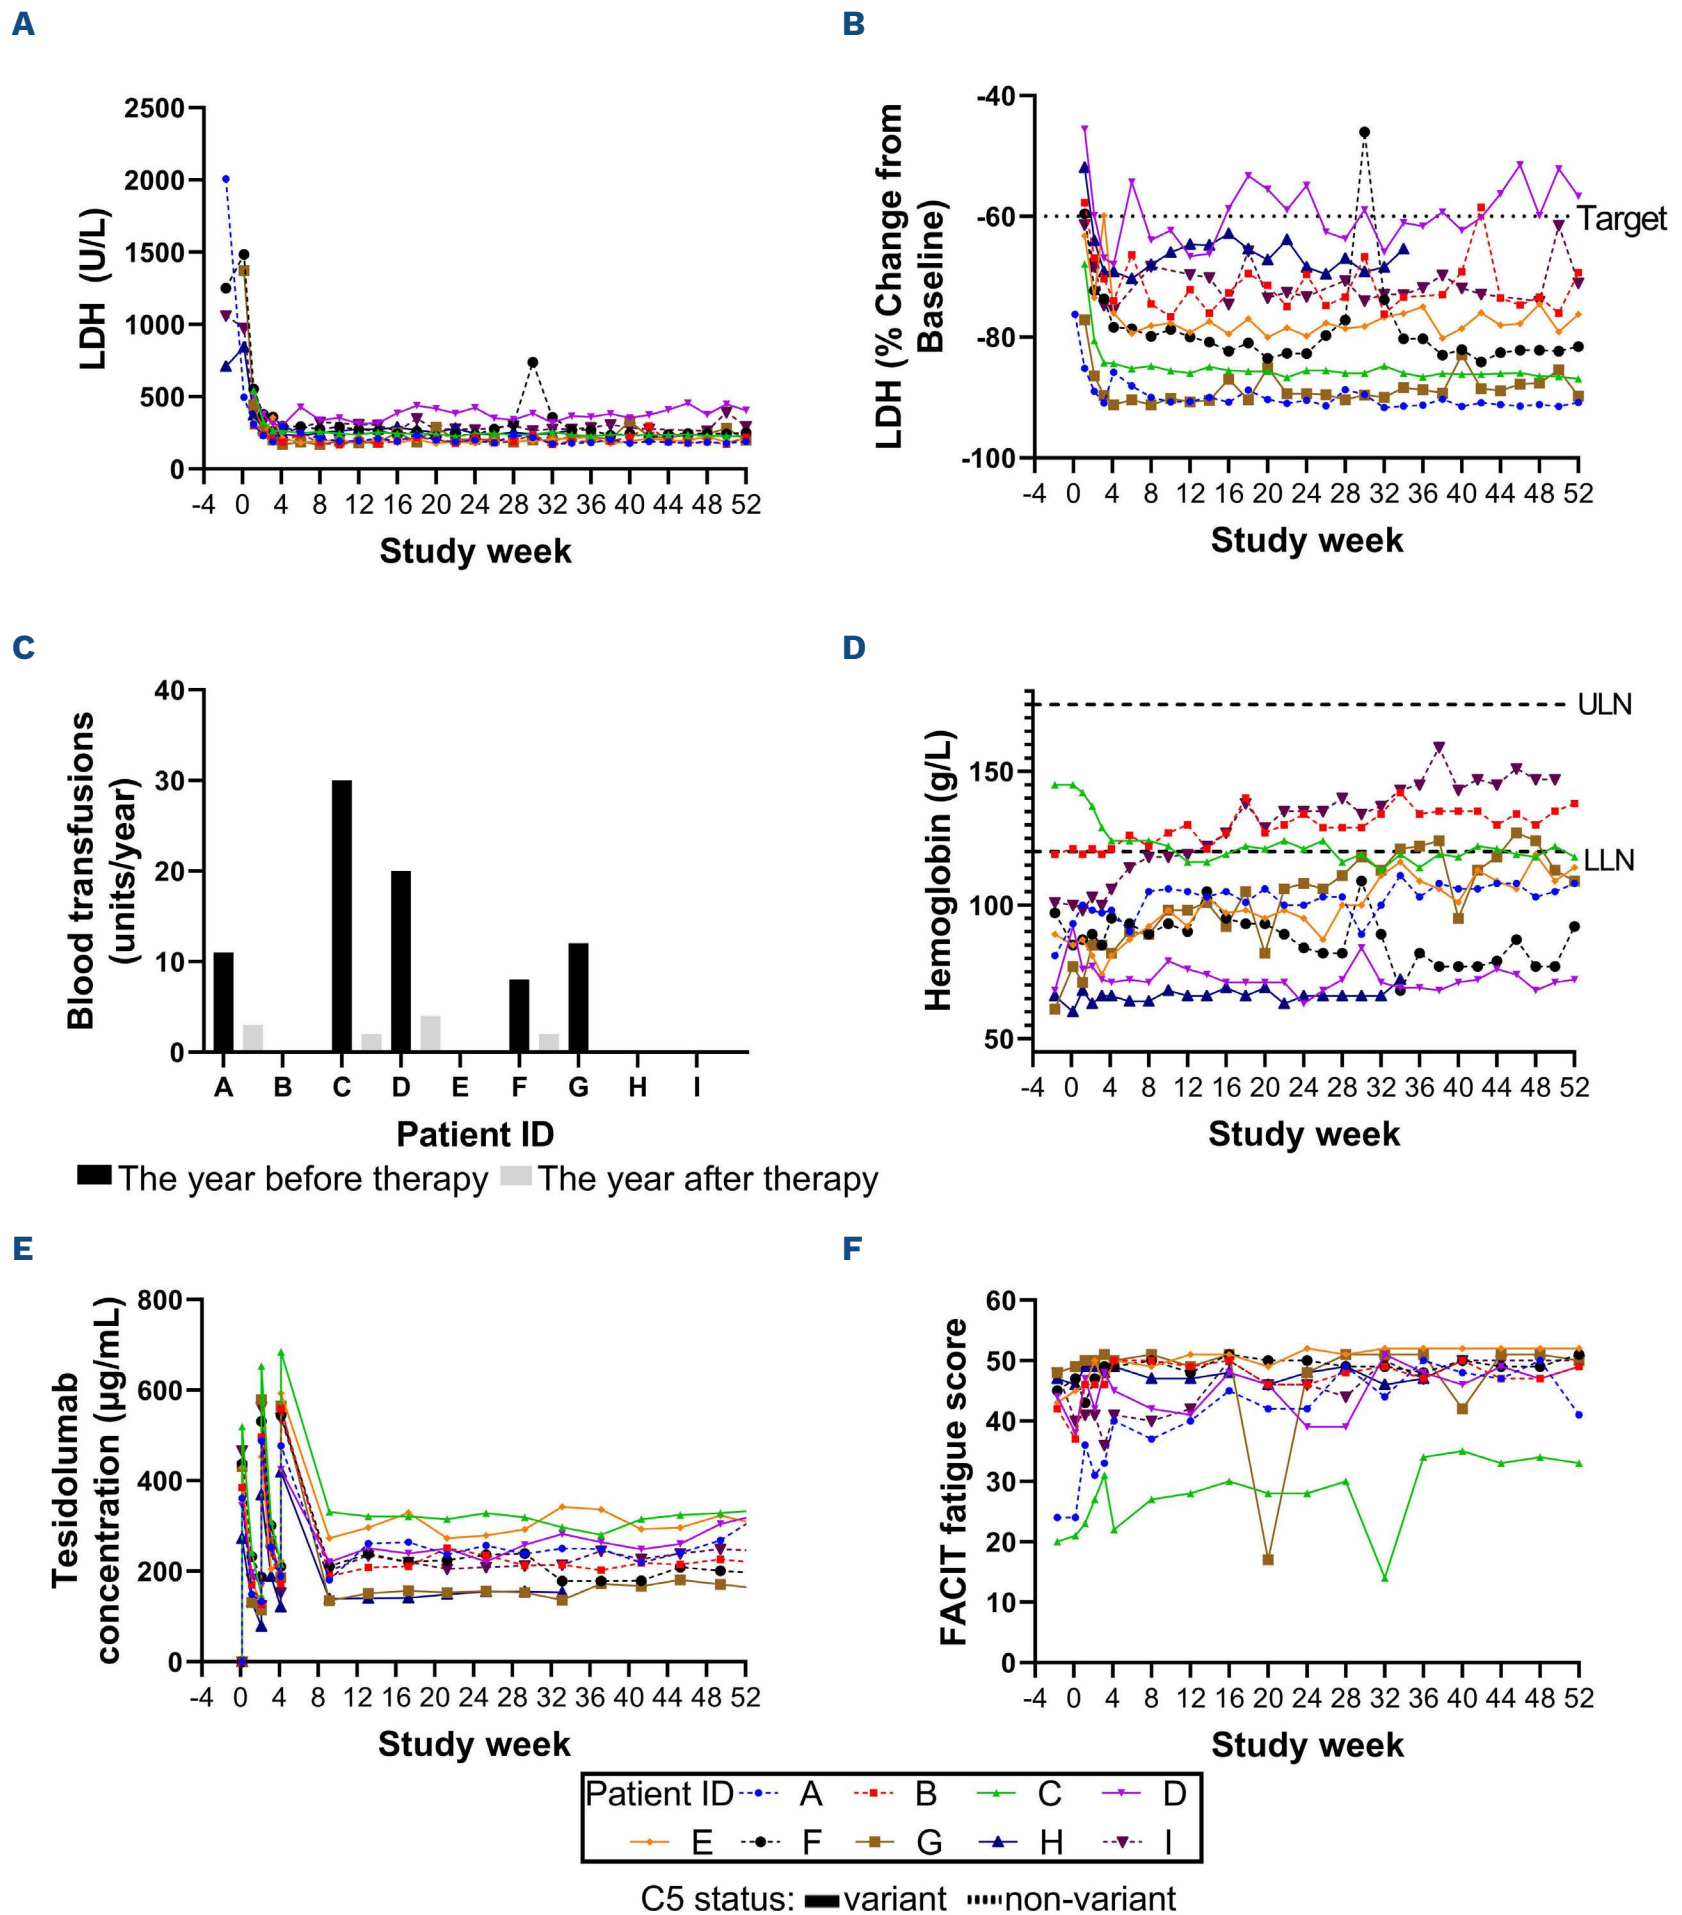 A
B
2500
2000
1500
1000
500
0
LDH (U/L)
-4 0 4 8 12 16 20 24 28 32 36 40 44 48 52
Study week
-40
-60
-80
-100
LDH (% Change from
Baseline)
Target
-4 0 4 8 12 16 20 24 28 32 36 40 44 48 52
Study week
C
D
40
30
20
10
0
Blood transfusions
(units/year)
A B C D E F G H I
Patient ID
The year before therapy The year after therapy
150
100
50
Hemoglobin (g/L)
ULN
LLN
-4 0 4 8 12 16 20 24 28 32 36 40 44 48 52
Study week
E
F
800
600
400
200
0
Tesidolumab
concentration (µg/mL)
-4 0 4 8 12 16 20 24 28 32 36 40 44 48 52
Study week
60
50
40
30
20
10
0
FACIT fatigue score
-4 0 4 8 12 16 20 24 28 32 36 40 44 48 52
Study week
Patient ID A B C D
E F G H I
C5 status: variant non-variant